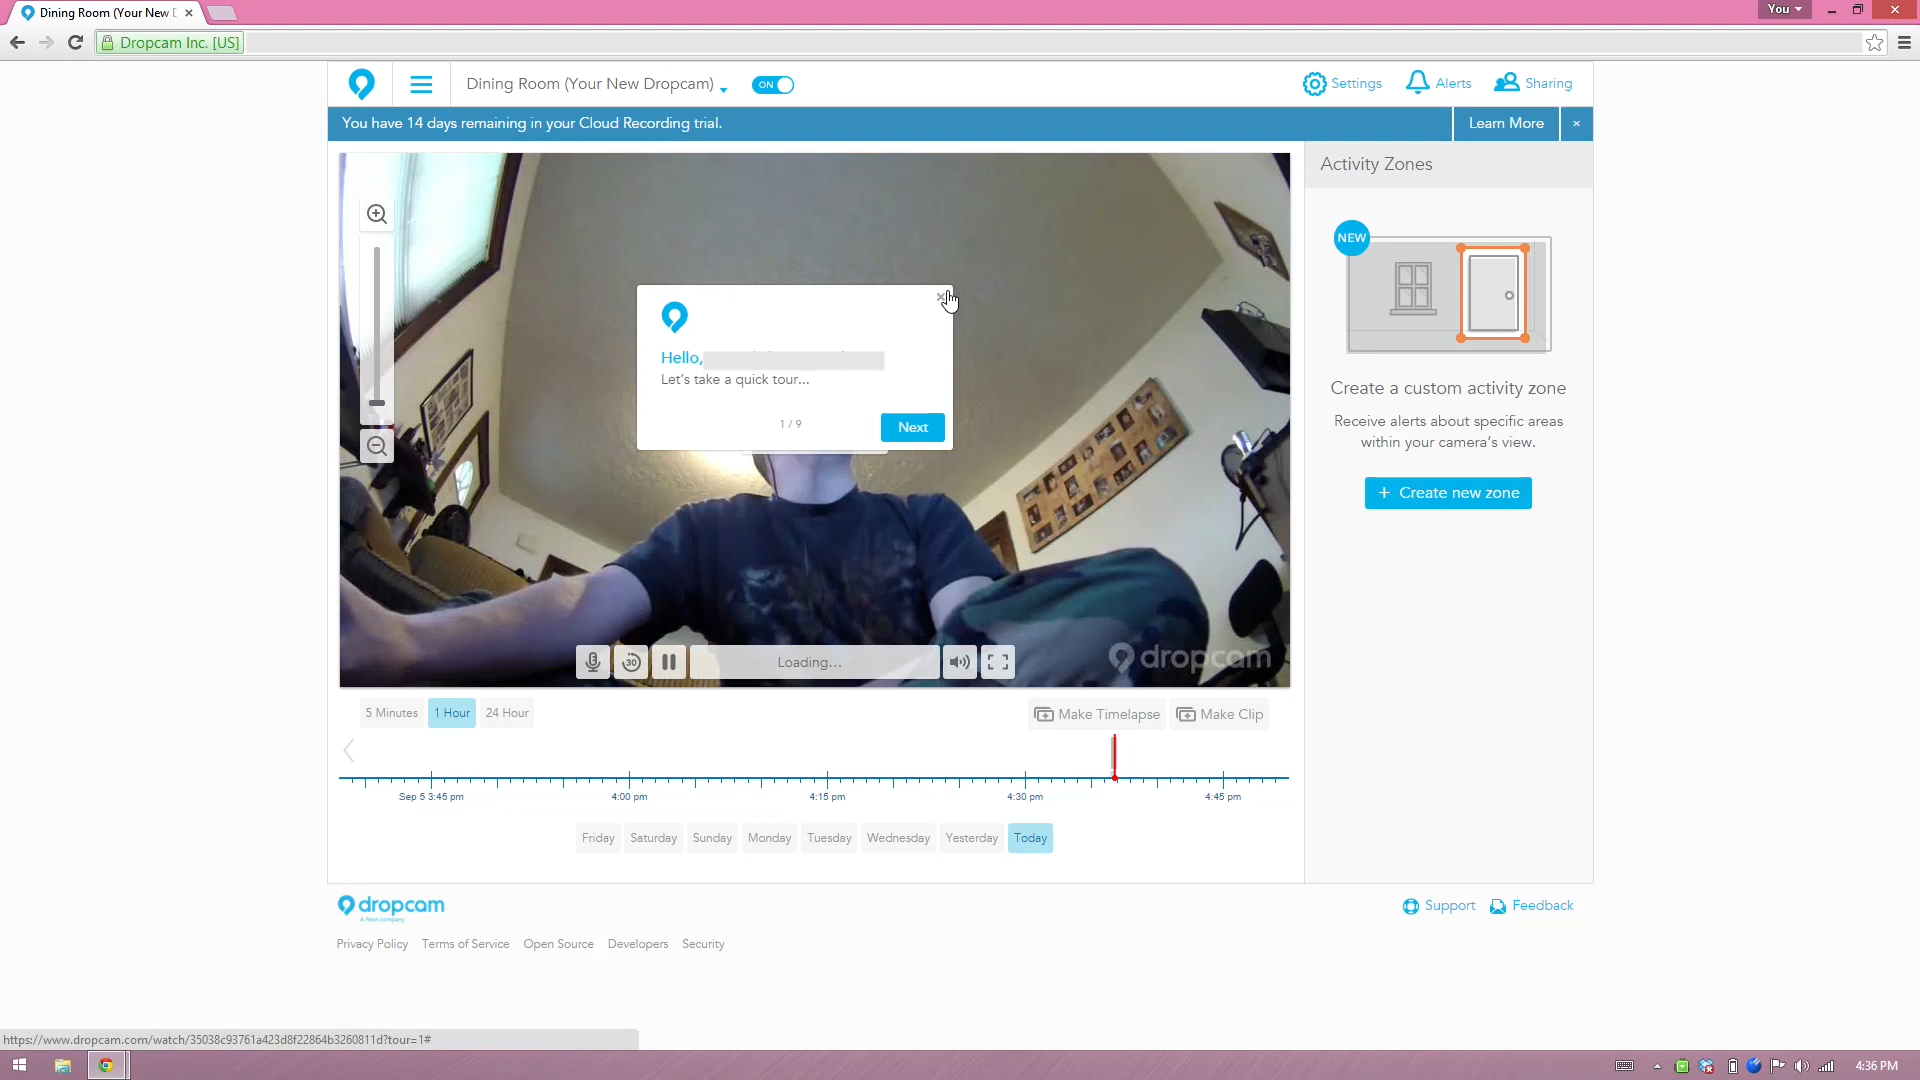 Dining Room (Your New D
You
Dropcam Inc. [US]
Dining Room (Your New Dropcam)
ON
Settings
Alerts
Sharing
You have 14 days remaining in your Cloud Recording trial.
Learn More
×
Activity Zones
NEW
Hello,
Let's take a quick tour...
1 / 9
Next
Create a custom activity zone
Receive alerts about specific areas
within your camera's view.
+ Create new zone
30
Loading...
dropcam
5 Minutes
1 Hour
24 Hour
Make Timelapse
Make Clip
Sep 5 3:45 pm
4:00 pm
4:15 pm
4:30 pm
4:45 pm
Friday
Saturday
Sunday
Monday
Tuesday
Wednesday
Yesterday
Today
dropcam
A Nest company
Support
Feedback
Privacy Policy
Terms of Service
Open Source
Developers
Security
https://www.dropcam.com/watch/35038c93761a423d8f22864b3260811d?tour=1#
4:36 PM